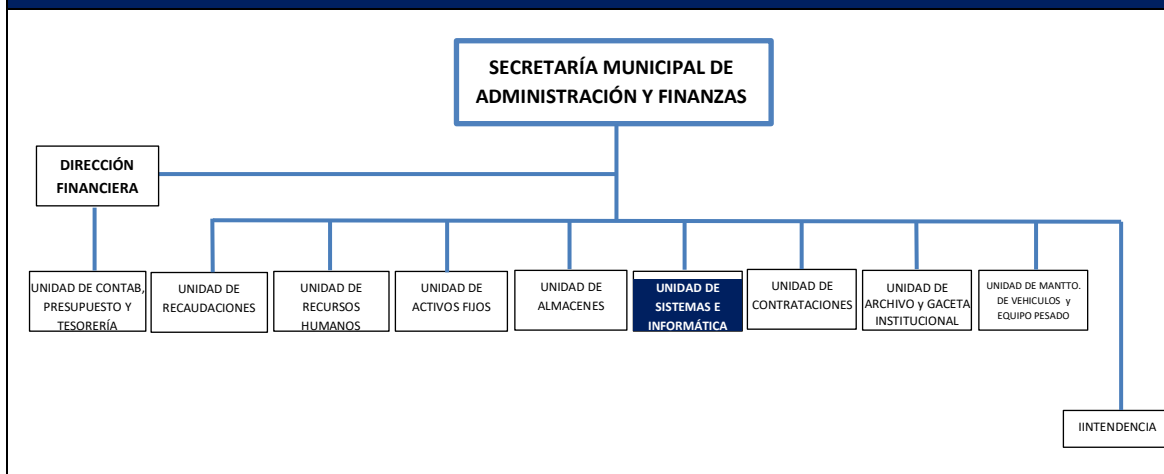 SECRETARÍA MUNICIPAL DE
ADMINISTRACIÓN Y FINANZAS
DIRECCIÓN
FINANCIERA
UNIDAD DE CONTAB,
PRESUPUESTO Y
TESORERÍA
UNIDAD DE
RECAUDACIONES
UNIDAD DE
RECURSOS
HUMANOS
UNIDAD DE
ACTIVOS FIJOS
UNIDAD DE
ALMACENES
UNIDAD DE
SISTEMAS E
INFORMÁTICA
UNIDAD DE
CONTRATACIONES
UNIDAD DE
ARCHIVO y GACETA
INSTITUCIONAL
UNIDAD DE MANTTO.
DE VEHICULOS y
EQUIPO PESADO
IINTENDENCIA